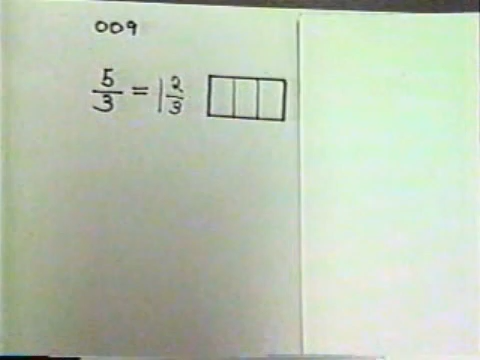 009
5/3 = 1 2/3